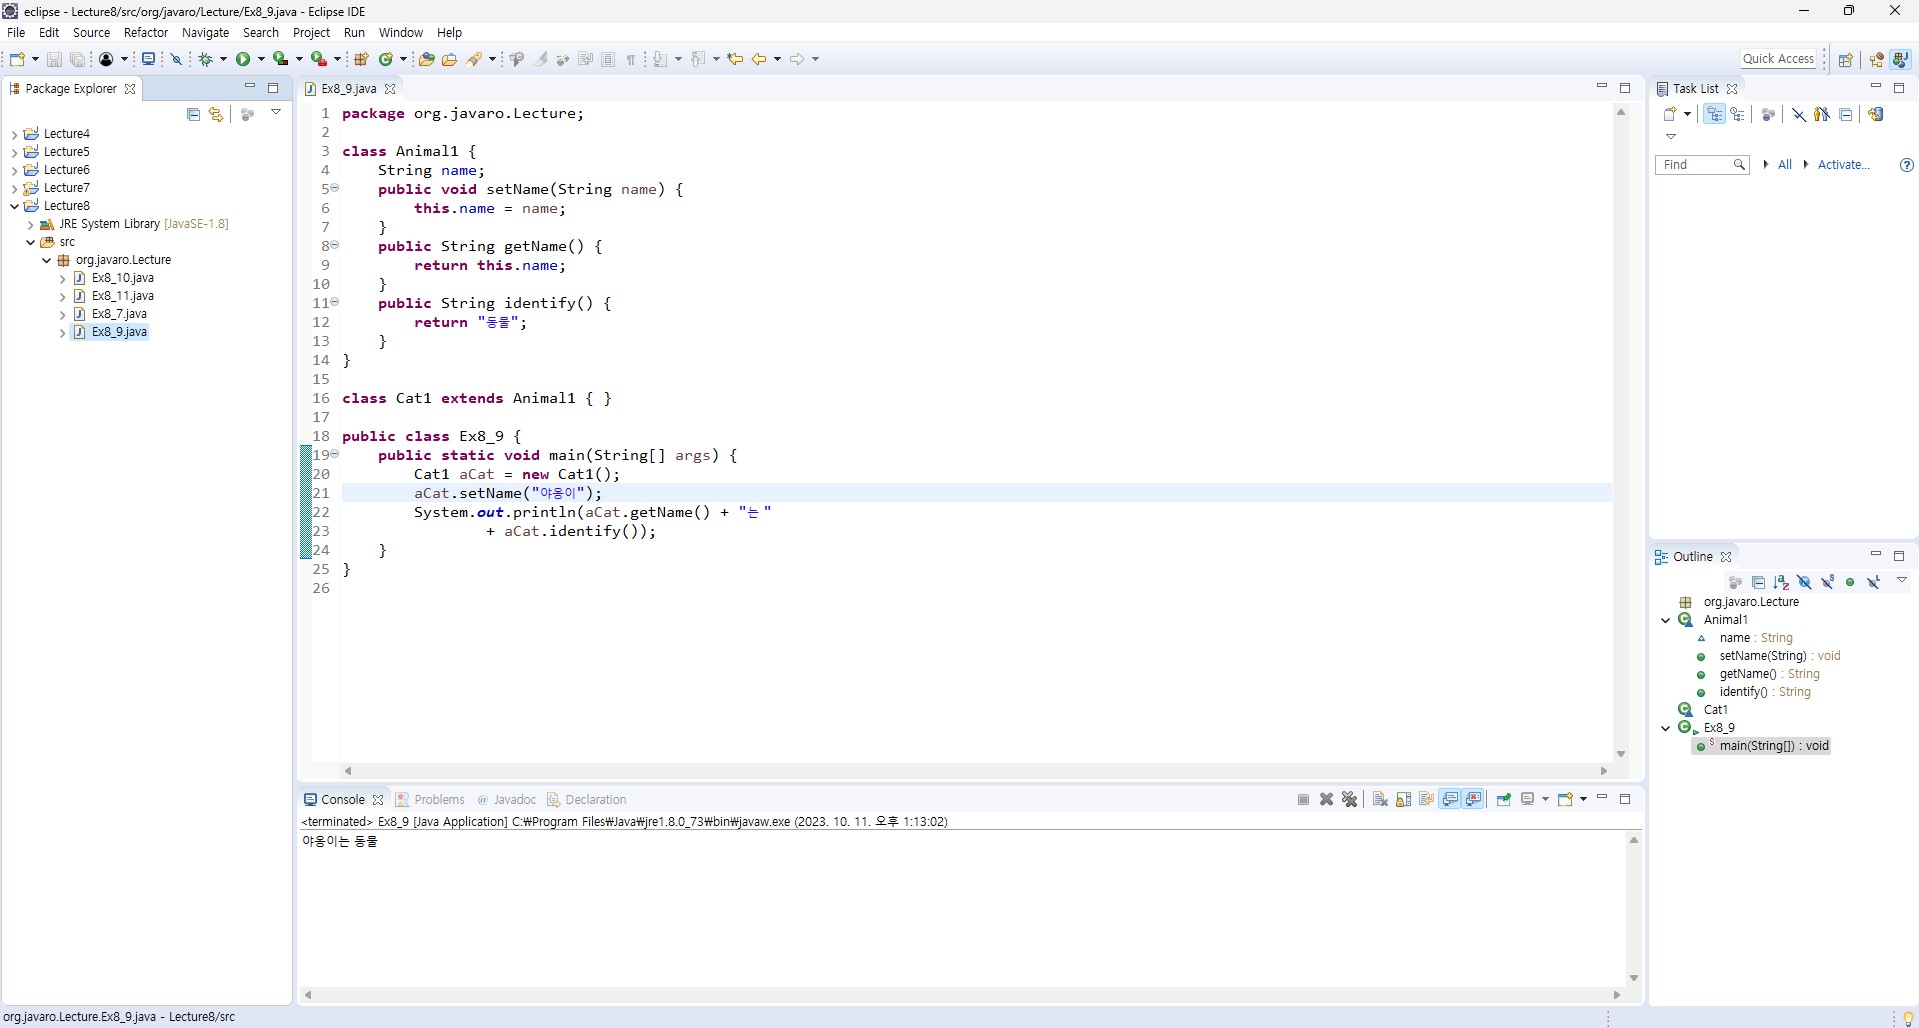 eclipse - Lecture8/src/org/javaro/Lecture/Ex8_9.java - Eclipse IDE
File Edit Source Refactor Navigate Search Project Run Window Help
Quick Access
Package Explorer
Lecture4
Lecture5
Lecture6
Lecture7
Lecture8
JRE System Library [JavaSE-1.8]
src
org.javaro.Lecture
Ex8_10.java
Ex8_11.java
Ex8_7.java
Ex8_9.java
Ex8_9.java
1 package org.javaro.Lecture;
2
3 class Animal1 {
4     String name;
5     public void setName(String name) {
6         this.name = name;
7     }
8     public String getName() {
9         return this.name;
10     }
11     public String identify() {
12         return "동물";
13     }
14 }
15
16 class Cat1 extends Animal1 { }
17
18 public class Ex8_9 {
19     public static void main(String[] args) {
20         Cat1 aCat = new Cat1();
21         aCat.setName("야옹이");
22         System.out.println(aCat.getName() + "는 "
23                 + aCat.identify());
24     }
25 }
26
Console Problems @ Javadoc Declaration
<terminated> Ex8_9 [Java Application] C:₩Program Files₩Java₩jre1.8.0_73₩bin₩javaw.exe (2023. 10. 11. 오후 1:13:02)
야옹이는 동물
Task List
Find All Activate...
Outline
org.javaro.Lecture
Animal1
name : String
setName(String) : void
getName() : String
identify() : String
Cat1
Ex8_9
main(String[]) : void
org.javaro.Lecture.Ex8_9.java - Lecture8/src